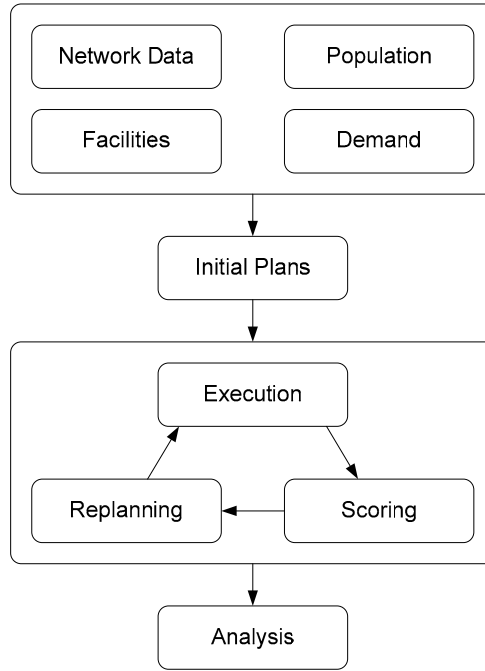 Network Data
Population
Facilities
Demand
Initial Plans
Execution
Replanning
Scoring
Analysis